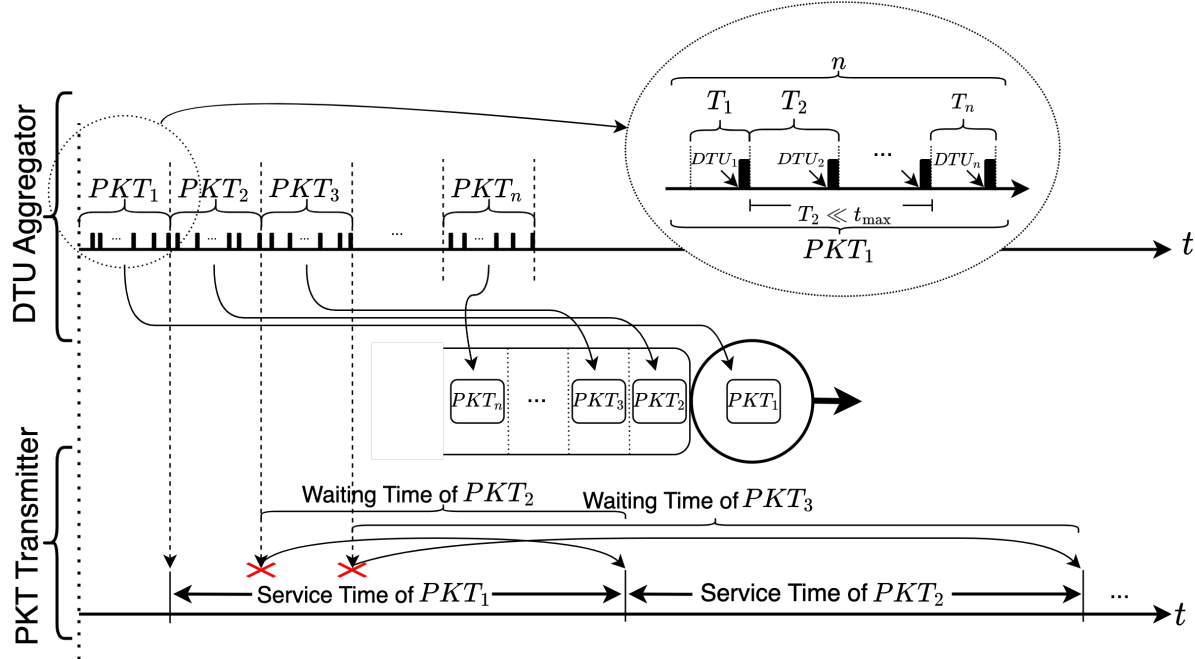 n
T₁ T₂ Tₙ
DTU₁ DTU₂ ... DTUₙ
T₂ ≪ t_max
PKT₁
DTU Aggregator
PKT₁ PKT₂ PKT₃ PKTₙ
... ... ... ... ...
t
PKTₙ ... PKT₃ PKT₂ PKT₁
PKT Transmitter
Waiting Time of PKT₂ Waiting Time of PKT₃
Service Time of PKT₁ Service Time of PKT₂ ...
t